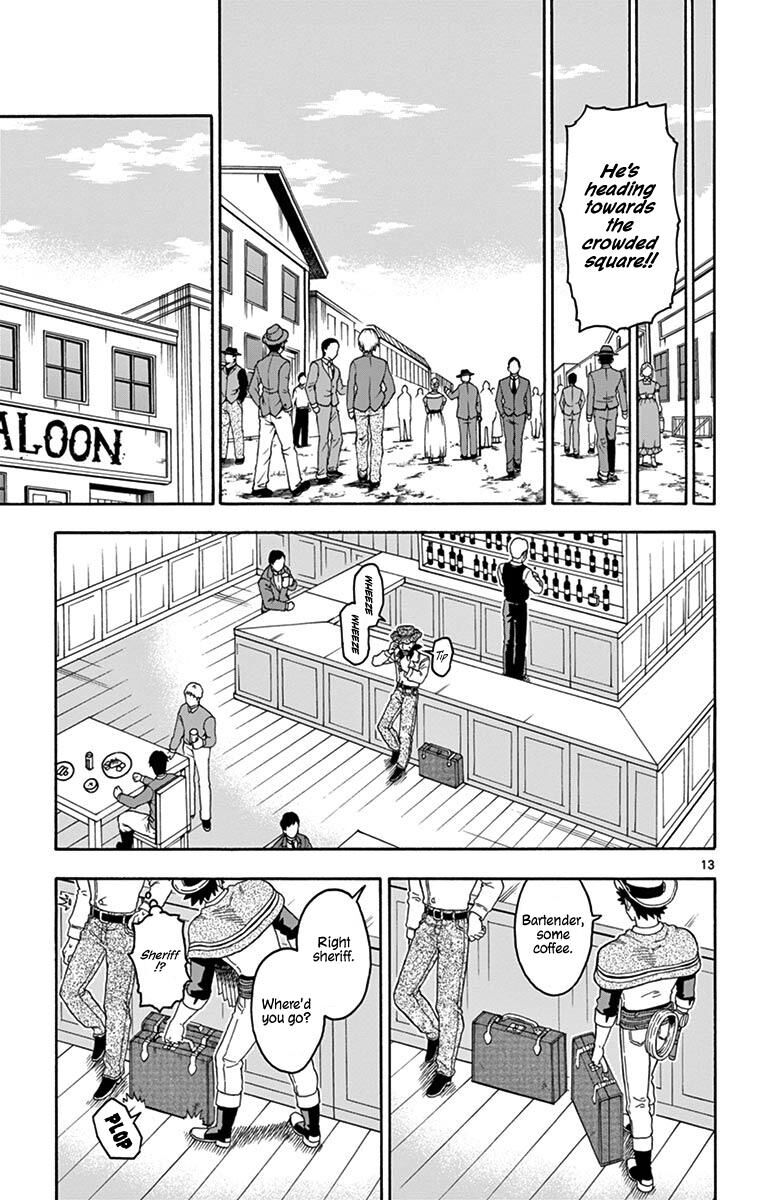 He's
heading
towards
the
crowded
square!!
ALOON
Tip
WHEEZE
WHEEZE
13
Bartender,
some
coffee.
Right
sheriff.
Where'd
you go?
Sheriff
!?
PLOP